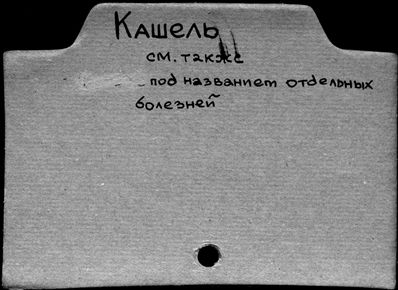 Кашель
см. также
под названием отдельных
болезней